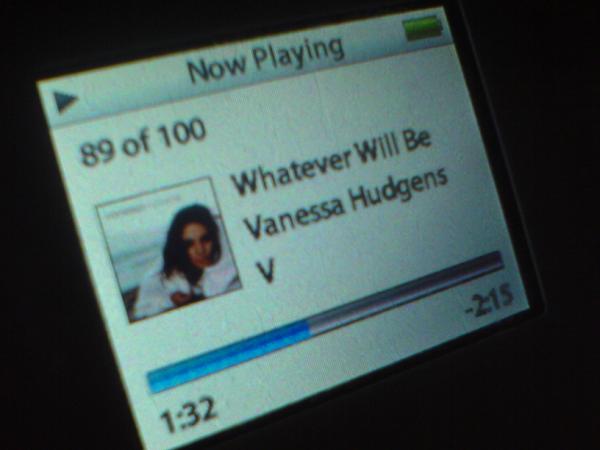 Now Playing
89 of 100
Whatever Will Be
Vanessa Hudgens
V
1:32
-2:15